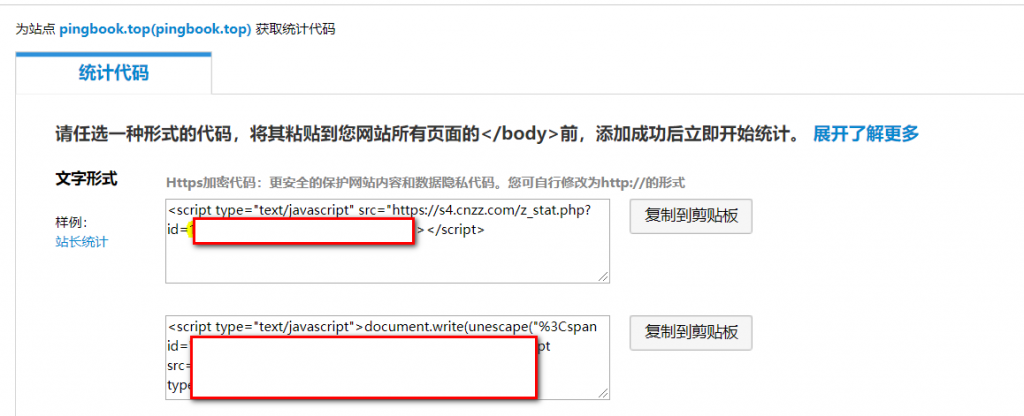 为站点 pingbook.top(pingbook.top) 获取统计代码
统计代码
请任选一种形式的代码，将其粘贴到您网站所有页面的</body>前，添加成功后立即开始统计。 展开了解更多
文字形式
Https加密代码：更安全的保护网站内容和数据隐私代码。您可自行修改为http://的形式
样例：
站长统计
<script type="text/javascript" src="https://s4.cnzz.com/z_stat.php?
id=
></script>
复制到剪贴板
<script type="text/javascript">document.write(unescape("%3Cspan
id=
pt
src=
typ
复制到剪贴板